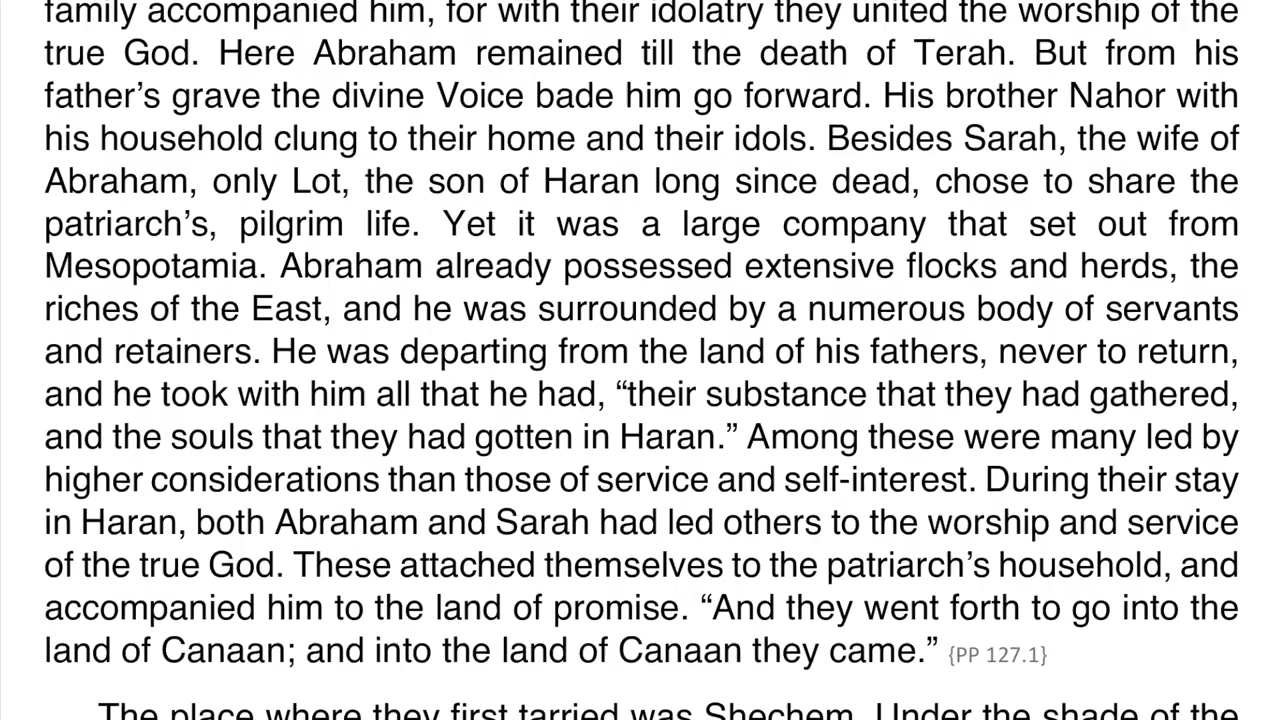 family accompanied him, for with their idolatry they united the worship of the
true God. Here Abraham remained till the death of Terah. But from his
father’s grave the divine Voice bade him go forward. His brother Nahor with
his household clung to their home and their idols. Besides Sarah, the wife of
Abraham, only Lot, the son of Haran long since dead, chose to share the
patriarch’s, pilgrim life. Yet it was a large company that set out from
Mesopotamia. Abraham already possessed extensive flocks and herds, the
riches of the East, and he was surrounded by a numerous body of servants
and retainers. He was departing from the land of his fathers, never to return,
and he took with him all that he had, “their substance that they had gathered,
and the souls that they had gotten in Haran.” Among these were many led by
higher considerations than those of service and self-interest. During their stay
in Haran, both Abraham and Sarah had led others to the worship and service
of the true God. These attached themselves to the patriarch’s household, and
accompanied him to the land of promise. “And they went forth to go into the
land of Canaan; and into the land of Canaan they came.” {PP 127.1}
The place where they first tarried was Shechem. Under the shade of the